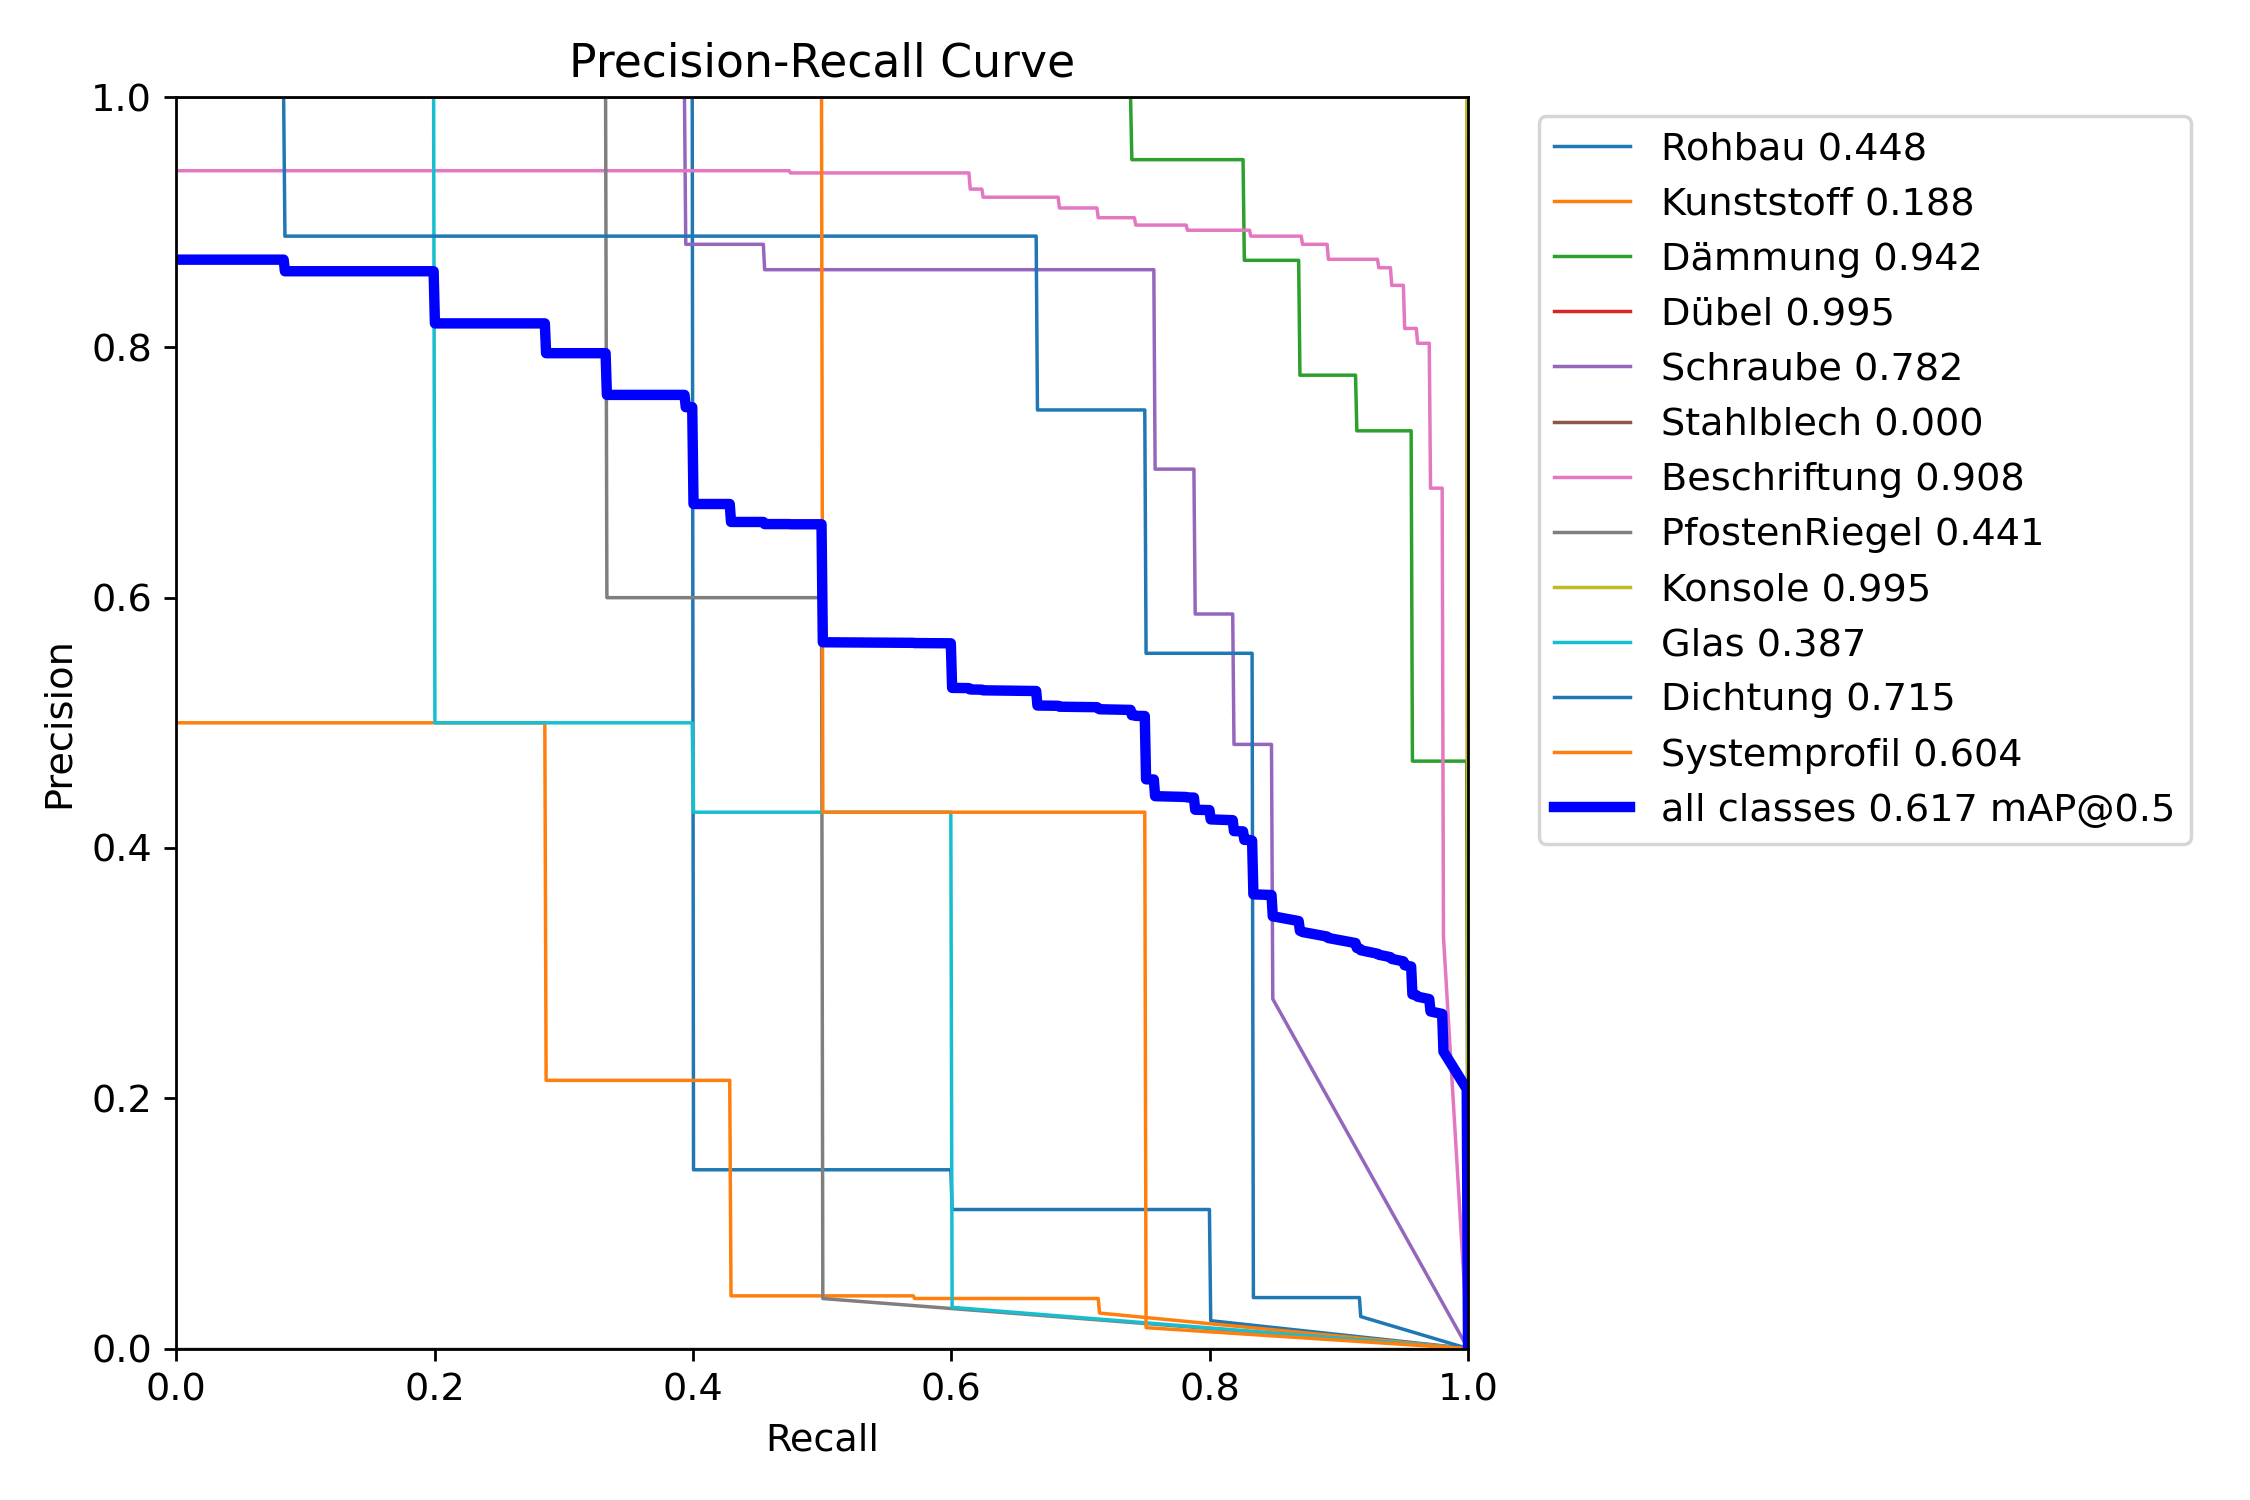 Precision-Recall Curve
1.0
0.8
0.6
0.4
0.2
0.0
Precision
0.0 0.2 0.4 0.6 0.8 1.0
Recall
Rohbau 0.448
Kunststoff 0.188
Dämmung 0.942
Dübel 0.995
Schraube 0.782
Stahlblech 0.000
Beschriftung 0.908
PfostenRiegel 0.441
Konsole 0.995
Glas 0.387
Dichtung 0.715
Systemprofil 0.604
all classes 0.617 mAP@0.5